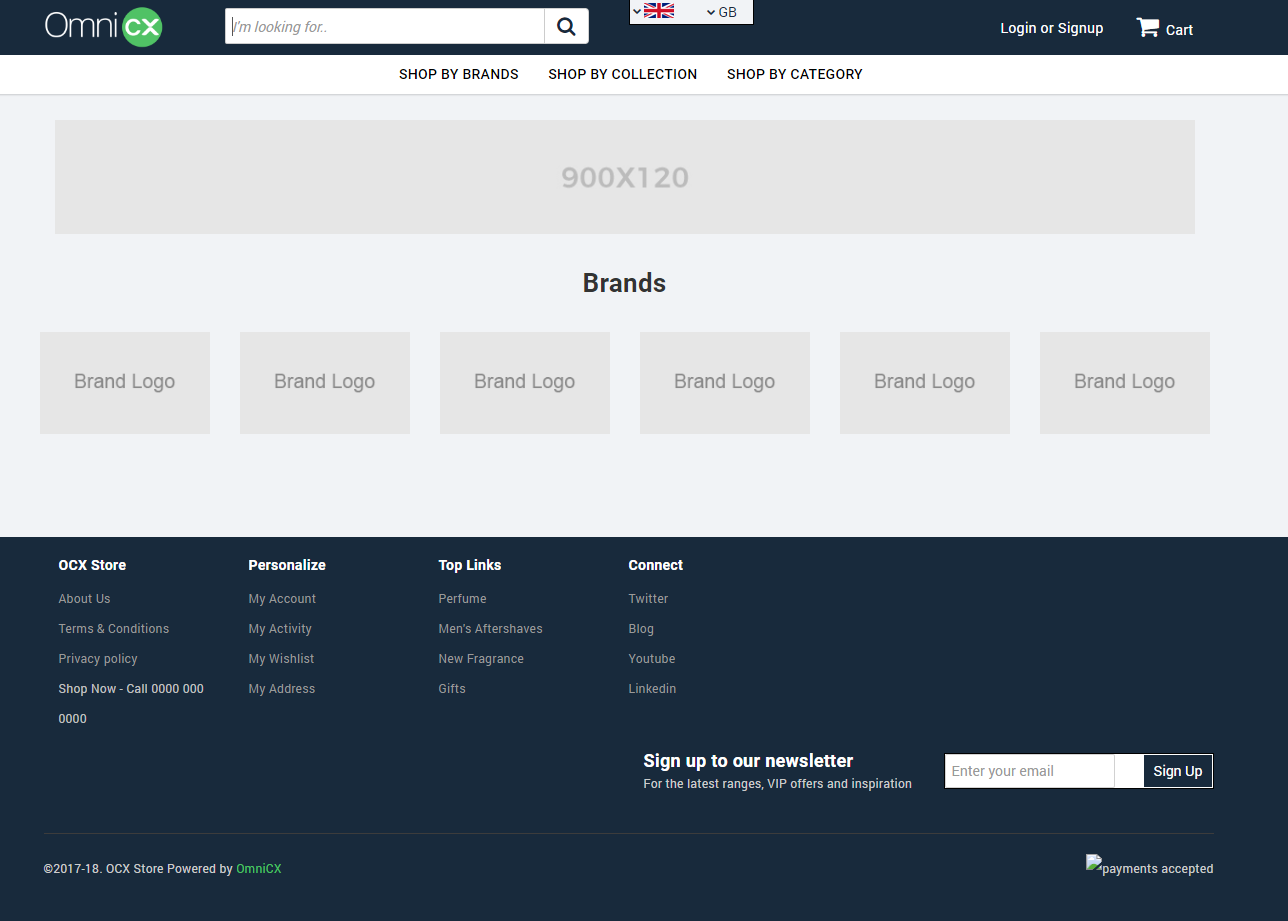 Omni CX
I'm looking for..
GB
Login or Signup
Cart
SHOP BY BRANDS
SHOP BY COLLECTION
SHOP BY CATEGORY
900X120
Brands
Brand Logo
Brand Logo
Brand Logo
Brand Logo
Brand Logo
Brand Logo
OCX Store
About Us
Terms & Conditions
Privacy policy
Shop Now - Call 0000 000
0000
Personalize
My Account
My Activity
My Wishlist
My Address
Top Links
Perfume
Men's Aftershaves
New Fragrance
Gifts
Connect
Twitter
Blog
Youtube
Linkedin
Sign up to our newsletter
For the latest ranges, VIP offers and inspiration
Enter your email
Sign Up
©2017-18. OCX Store Powered by OmniCX
payments accepted